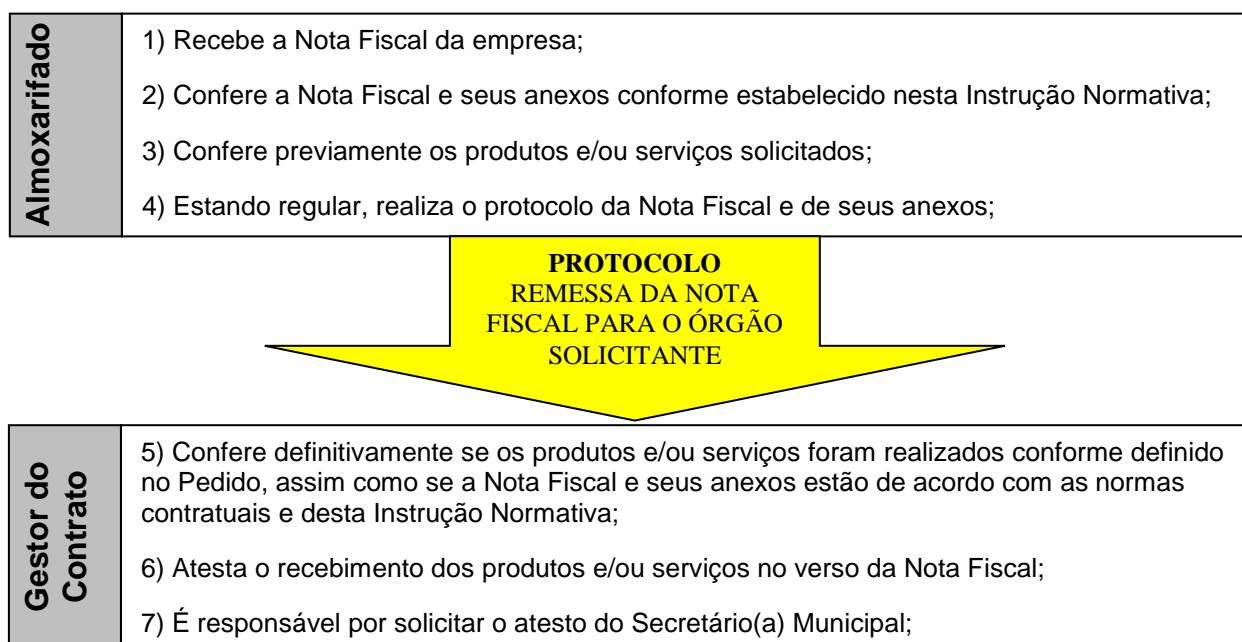 Almoxarifado
1) Recebe a Nota Fiscal da empresa;
2) Confere a Nota Fiscal e seus anexos conforme estabelecido nesta Instrução Normativa;
3) Confere previamente os produtos e/ou serviços solicitados;
4) Estando regular, realiza o protocolo da Nota Fiscal e de seus anexos;
PROTOCOLO
REMESSA DA NOTA
FISCAL PARA O ÓRGÃO
SOLICITANTE
Gestor do
Contrato
5) Confere definitivamente se os produtos e/ou serviços foram realizados conforme definido
no Pedido, assim como se a Nota Fiscal e seus anexos estão de acordo com as normas
contratuais e desta Instrução Normativa;
6) Atesta o recebimento dos produtos e/ou serviços no verso da Nota Fiscal;
7) É responsável por solicitar o atesto do Secretário(a) Municipal;